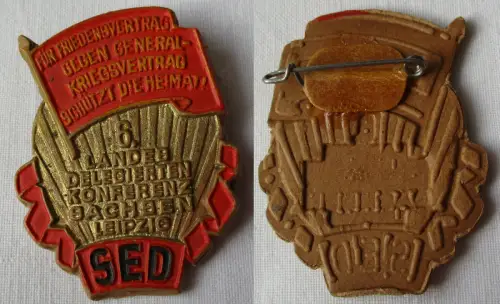 FÜR FRIEDENSVERTRAG
GEGEN GENERAL-
KRIEGSVERTRAG
SCHÜTZT DIE HEIMAT!
6.
LANDES
DELEGIERTEN
KONFERENZ
SACHSEN
LEIPZIG
SED